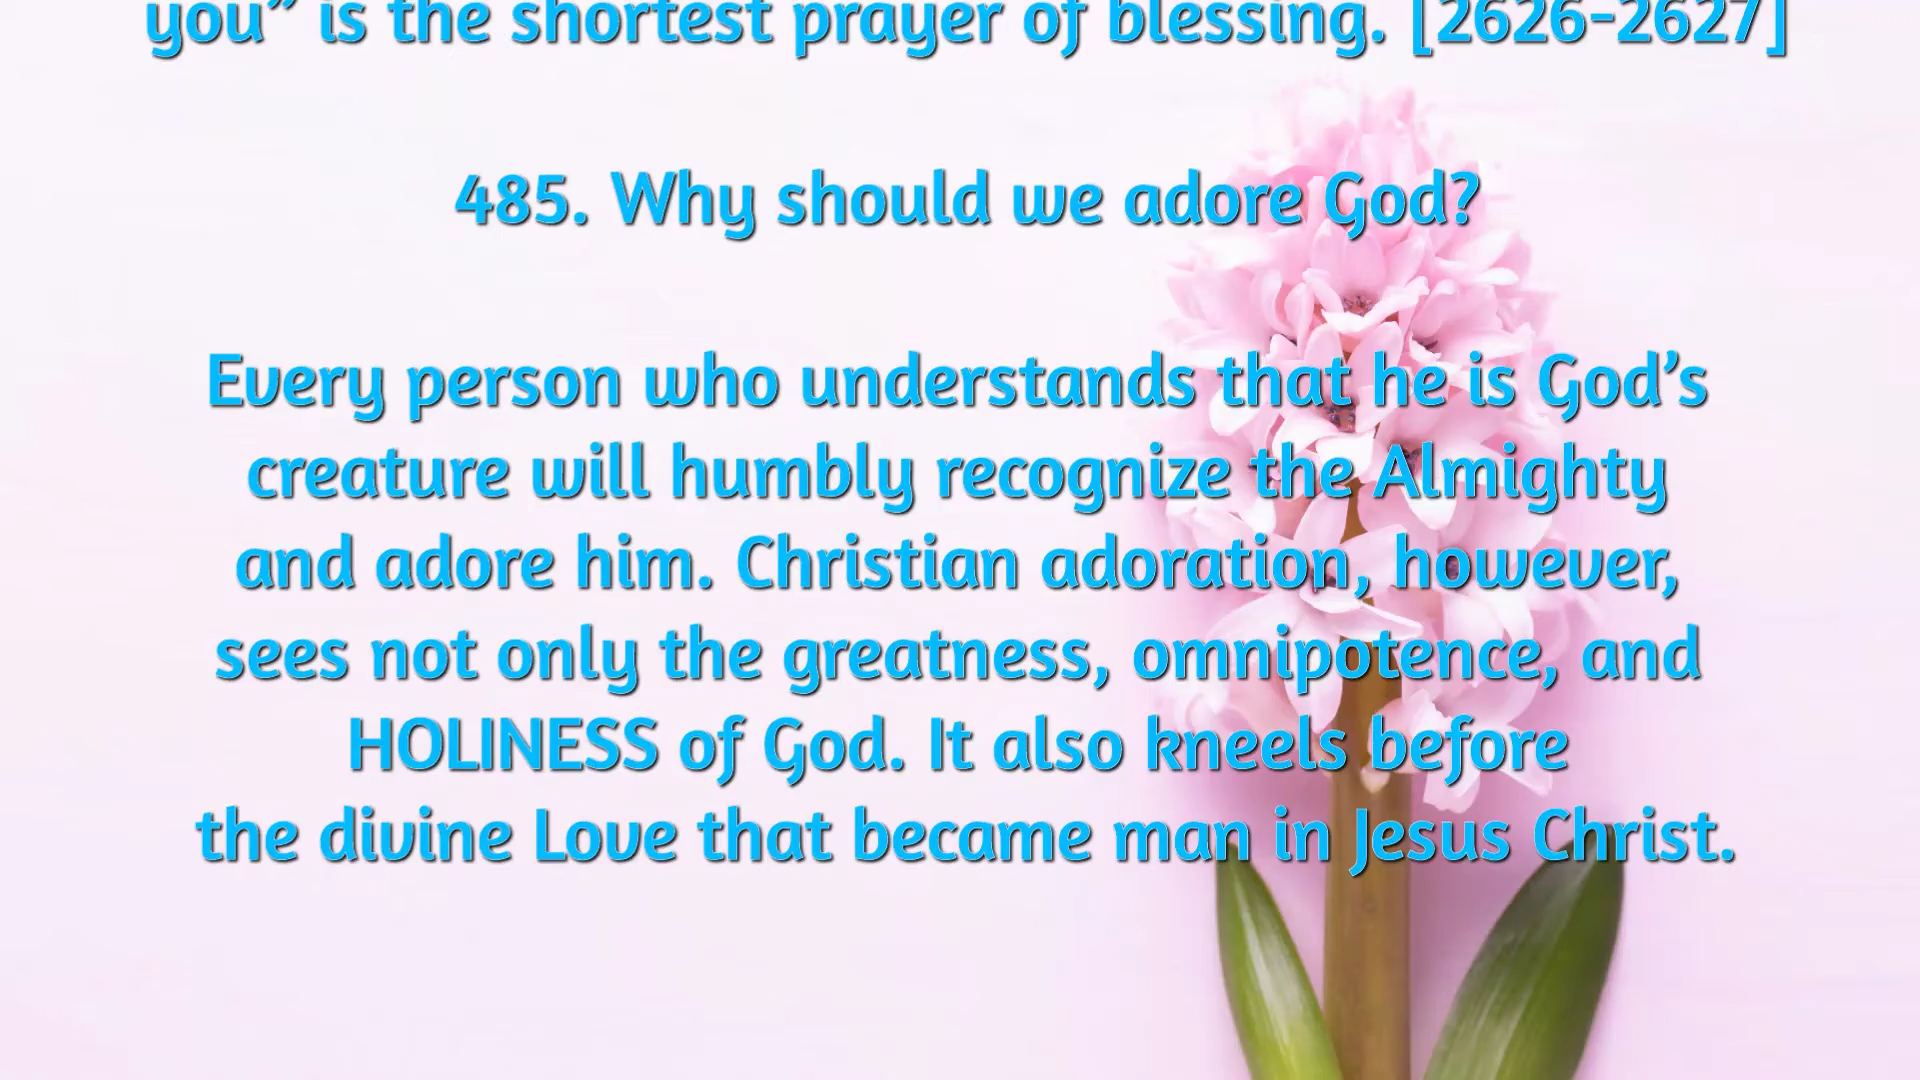 you” is the shortest prayer of blessing. [2626-2627]
485. Why should we adore God?
Every person who understands that he is God’s
creature will humbly recognize the Almighty
and adore him. Christian adoration, however,
sees not only the greatness, omnipotence, and
HOLINESS of God. It also kneels before
the divine Love that became man in Jesus Christ.